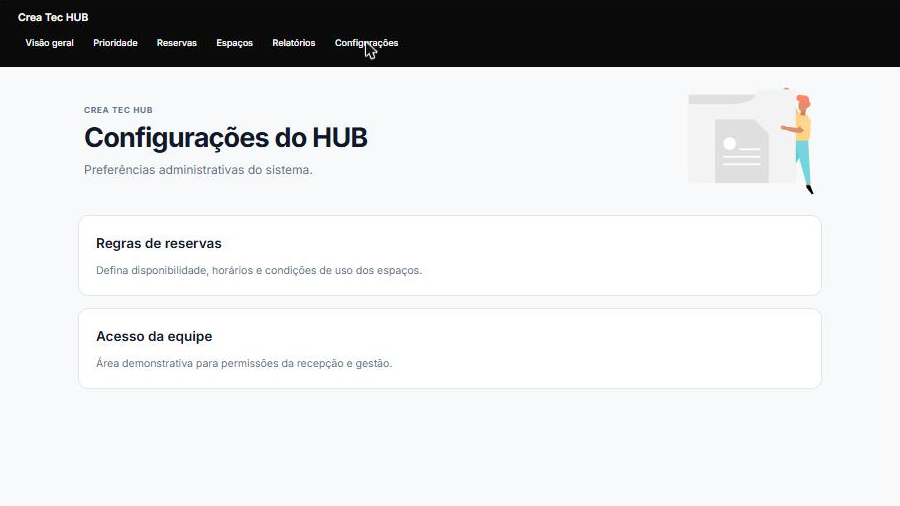 Crea Tec HUB
Visão geral Prioridade Reservas Espaços Relatórios Configurações
CREA TEC HUB
Configurações do HUB
Preferências administrativas do sistema.
Regras de reservas
Defina disponibilidade, horários e condições de uso dos espaços.
Acesso da equipe
Área demonstrativa para permissões da recepção e gestão.